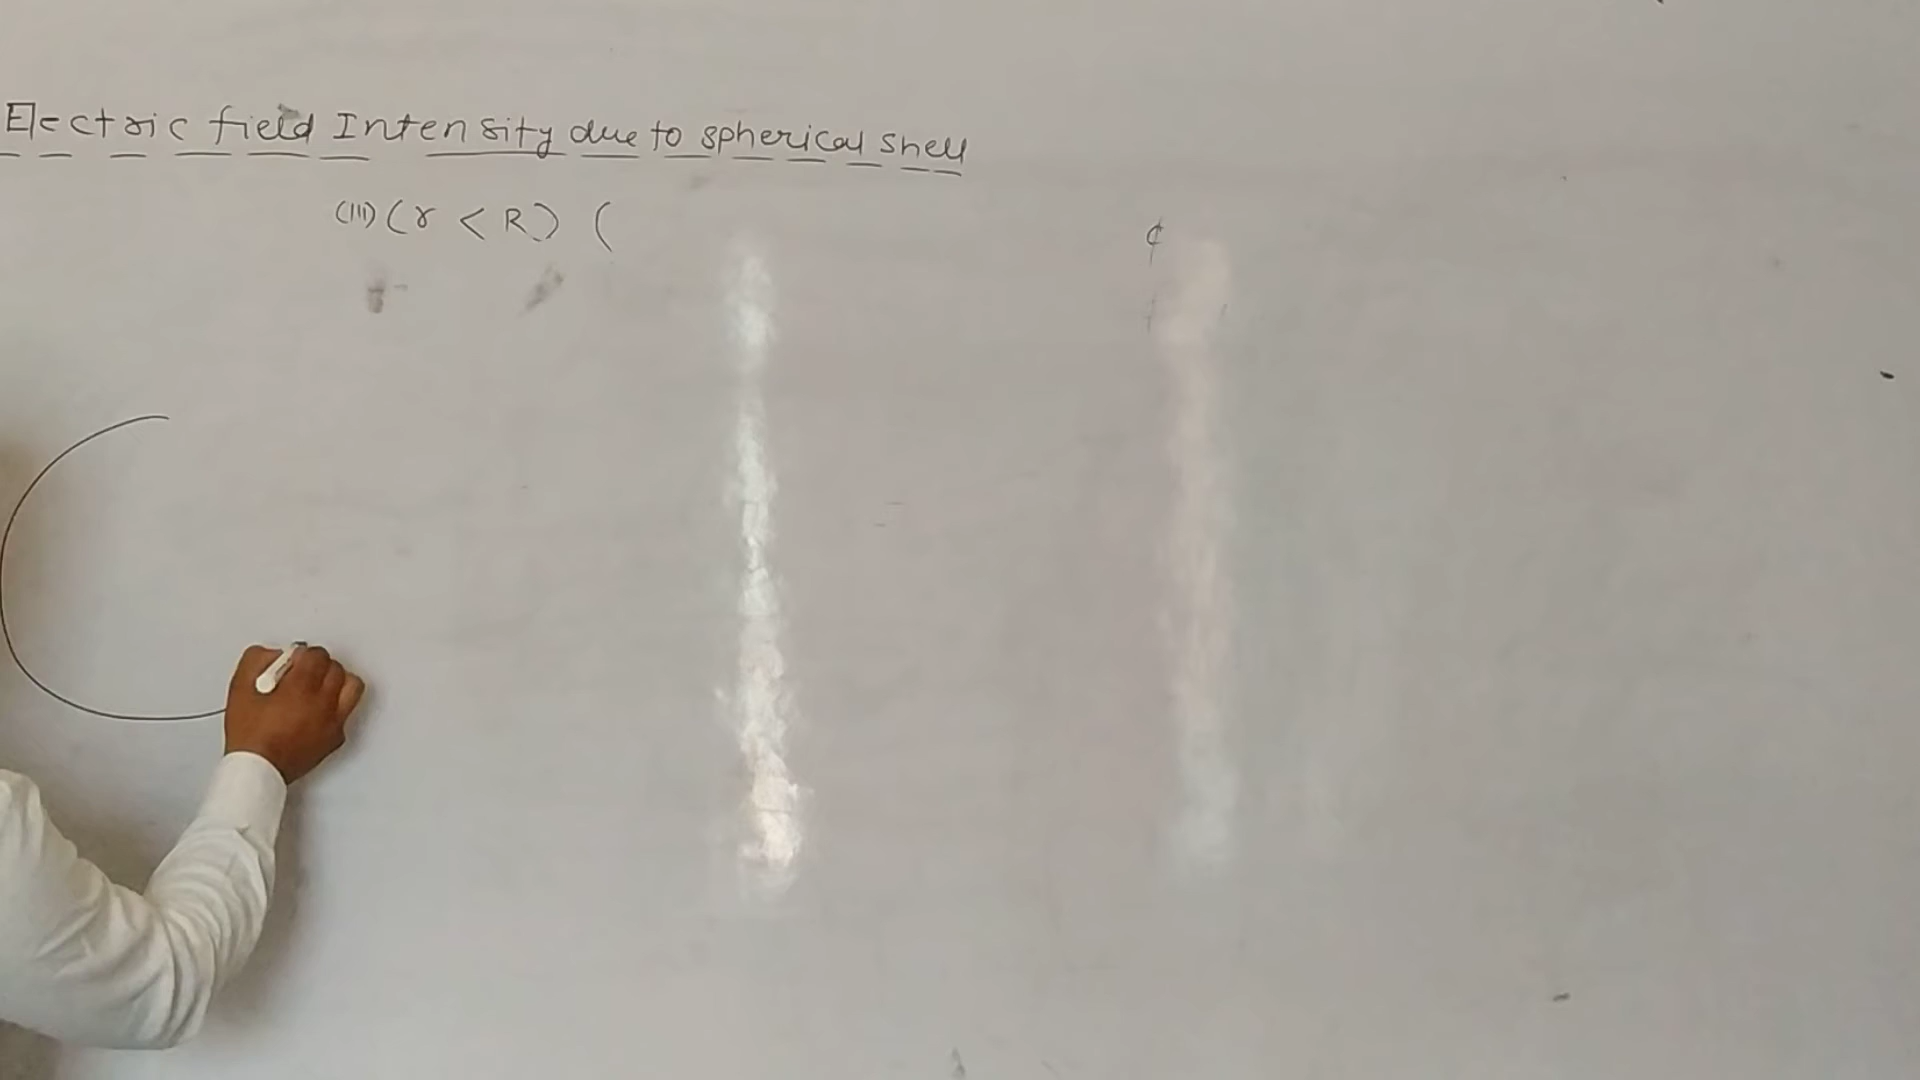 Electric field Intensity due to spherical shell
(III) (r < R) (
¢